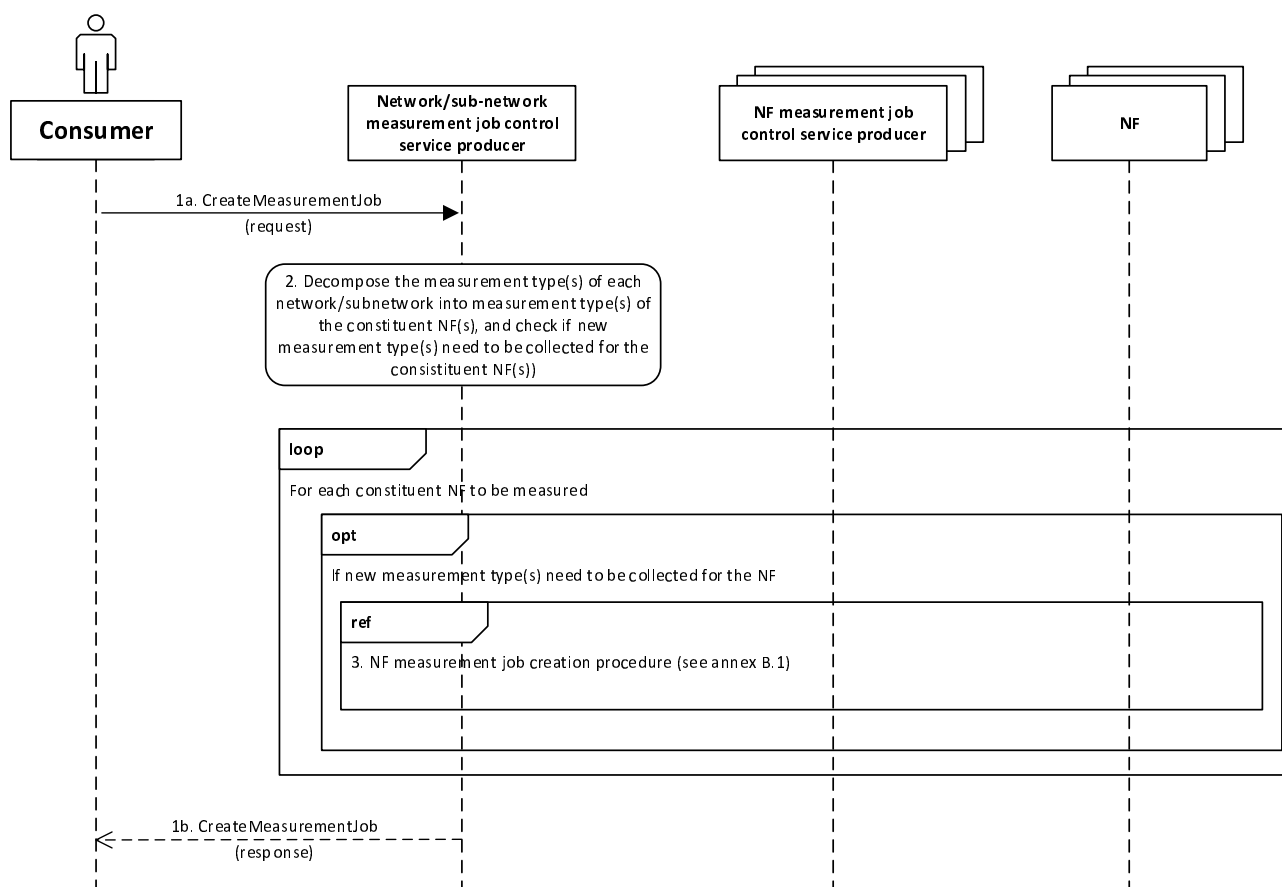 Consumer
Network/sub-network
measurement job control
service producer
NF measurement job
control service producer
NF
1a. CreateMeasurementJob
(request)
2. Decompose the measurement type(s) of each
network/subnetwork into measurement type(s) of
the constituent NF(s), and check if new
measurement type(s) need to be collected for the
consistituent NF(s))
loop
For each constituent NF to be measured
opt
If new measurement type(s) need to be collected for the NF
ref
3. NF measurement job creation procedure (see annex B.1)
1b. CreateMeasurementJob
(response)